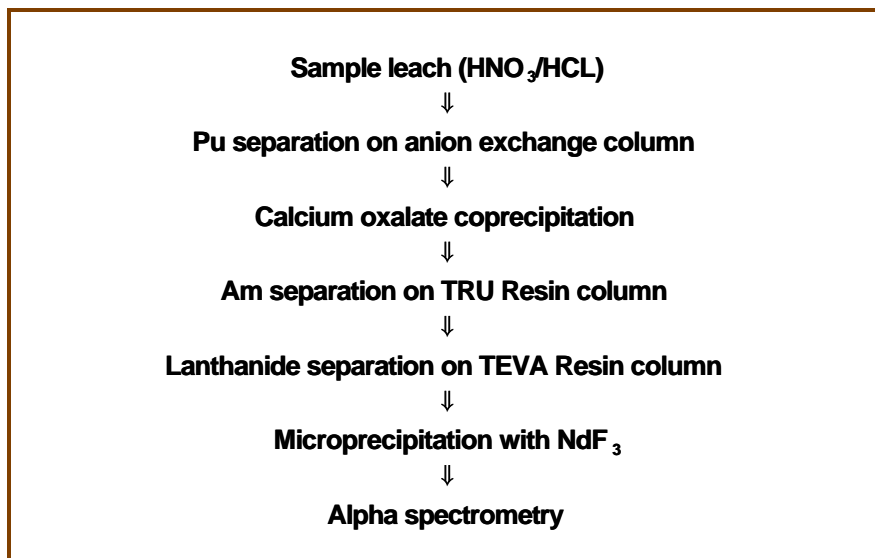 Sample leach (HNO₃/HCL)
⇓
Pu separation on anion exchange column
⇓
Calcium oxalate coprecipitation
⇓
Am separation on TRU Resin column
⇓
Lanthanide separation on TEVA Resin column
⇓
Microprecipitation with NdF₃
⇓
Alpha spectrometry